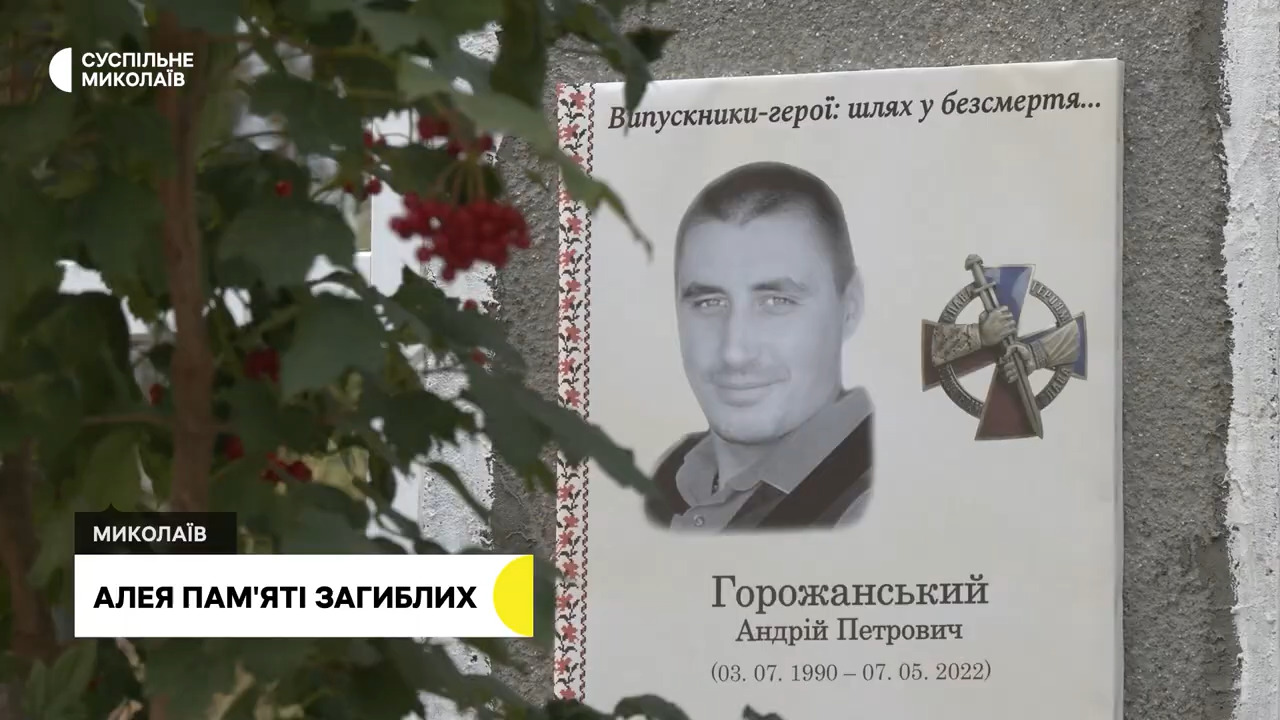 СУСПІЛЬНЕ
МИКОЛАЇВ
Випускники-герої: шлях у безсмертя...
Горожанський
Андрій Петрович
(03. 07. 1990 – 07. 05. 2022)
МИКОЛАЇВ
АЛЕЯ ПАМ'ЯТІ ЗАГИБЛИХ